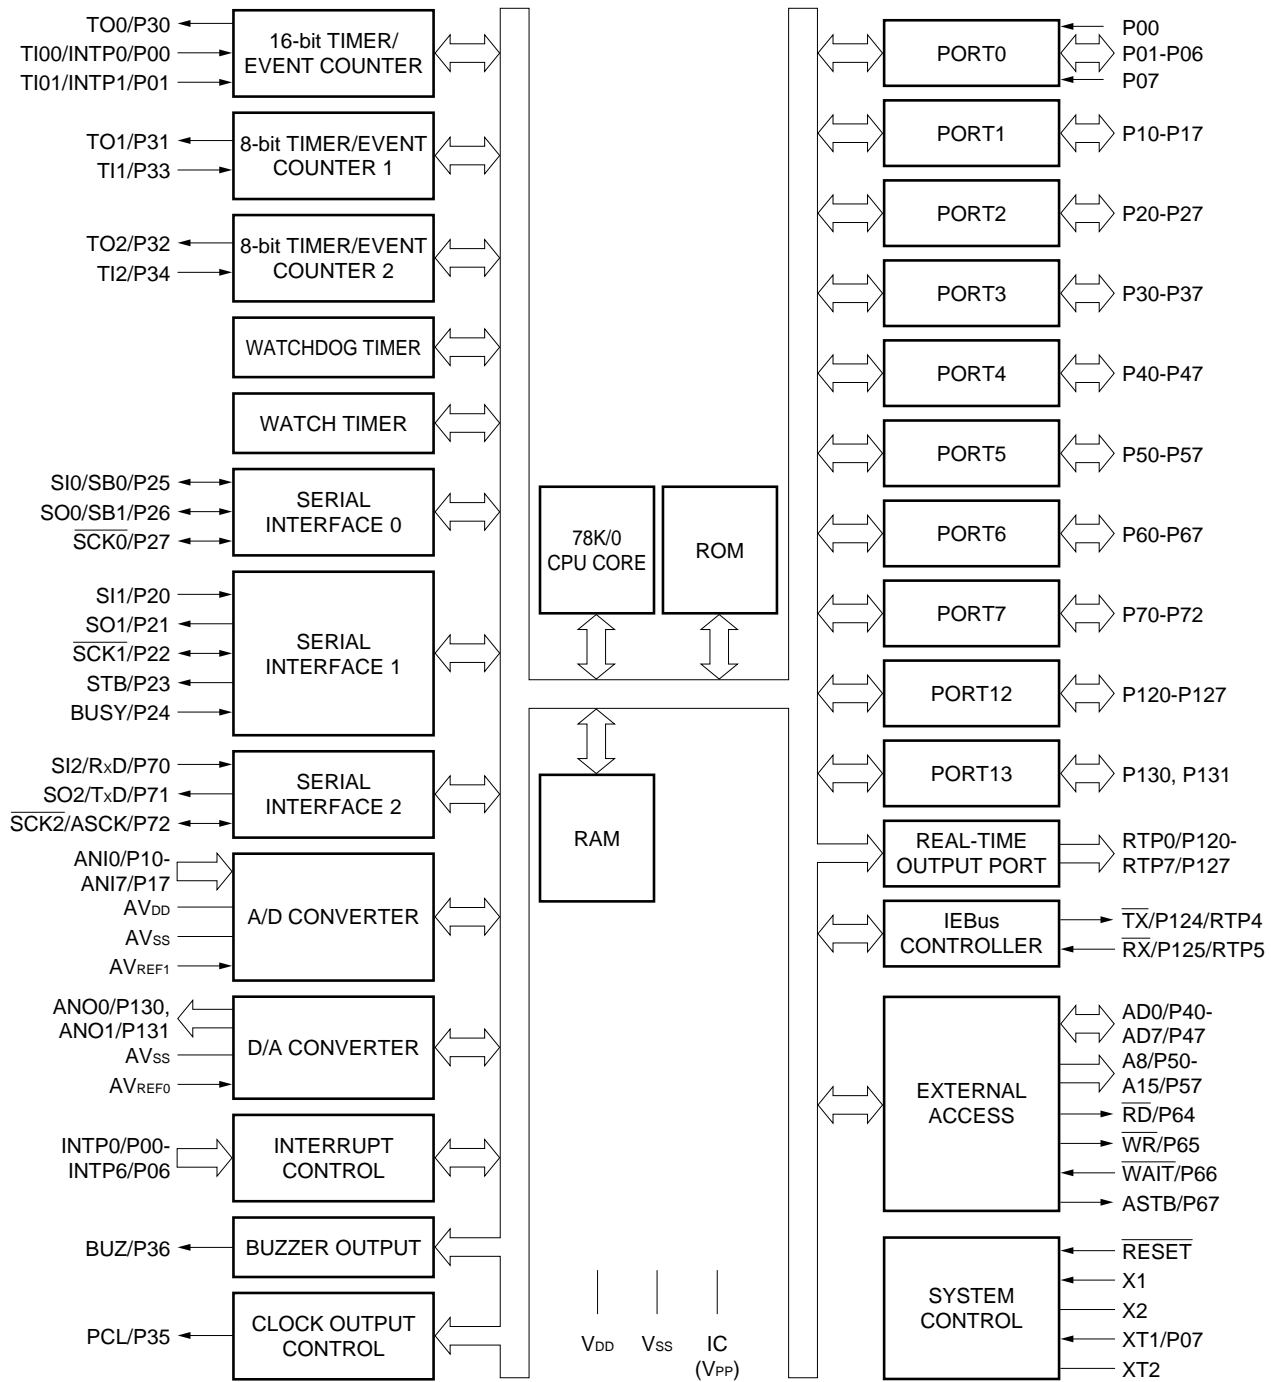 TO0/P30
TI00/INTP0/P00
TI01/INTP1/P01
16-bit TIMER/
EVENT COUNTER
TO1/P31
TI1/P33
8-bit TIMER/EVENT
COUNTER 1
TO2/P32
TI2/P34
8-bit TIMER/EVENT
COUNTER 2
WATCHDOG TIMER
WATCH TIMER
SI0/SB0/P25
SO0/SB1/P26
SCK0/P27
SERIAL
INTERFACE 0
SI1/P20
SO1/P21
SCK1/P22
STB/P23
BUSY/P24
SERIAL
INTERFACE 1
SI2/RxD/P70
SO2/TxD/P71
SCK2/ASCK/P72
SERIAL
INTERFACE 2
ANI0/P10-
ANI7/P17
AVDD
AVSS
AVREF1
A/D CONVERTER
ANO0/P130,
ANO1/P131
AVSS
AVREF0
D/A CONVERTER
INTP0/P00-
INTP6/P06
INTERRUPT
CONTROL
BUZ/P36
BUZZER OUTPUT
PCL/P35
CLOCK OUTPUT
CONTROL
78K/0
CPU CORE
ROM
RAM
VDD
VSS
IC
(VPP)
PORT0
P00
P01-P06
P07
PORT1
P10-P17
PORT2
P20-P27
PORT3
P30-P37
PORT4
P40-P47
PORT5
P50-P57
PORT6
P60-P67
PORT7
P70-P72
PORT12
P120-P127
PORT13
P130, P131
REAL-TIME
OUTPUT PORT
RTP0/P120-
RTP7/P127
IEBus
CONTROLLER
TX/P124/RTP4
RX/P125/RTP5
EXTERNAL
ACCESS
AD0/P40-
AD7/P47
A8/P50-
A15/P57
RD/P64
WR/P65
WAIT/P66
ASTB/P67
SYSTEM
CONTROL
RESET
X1
X2
XT1/P07
XT2